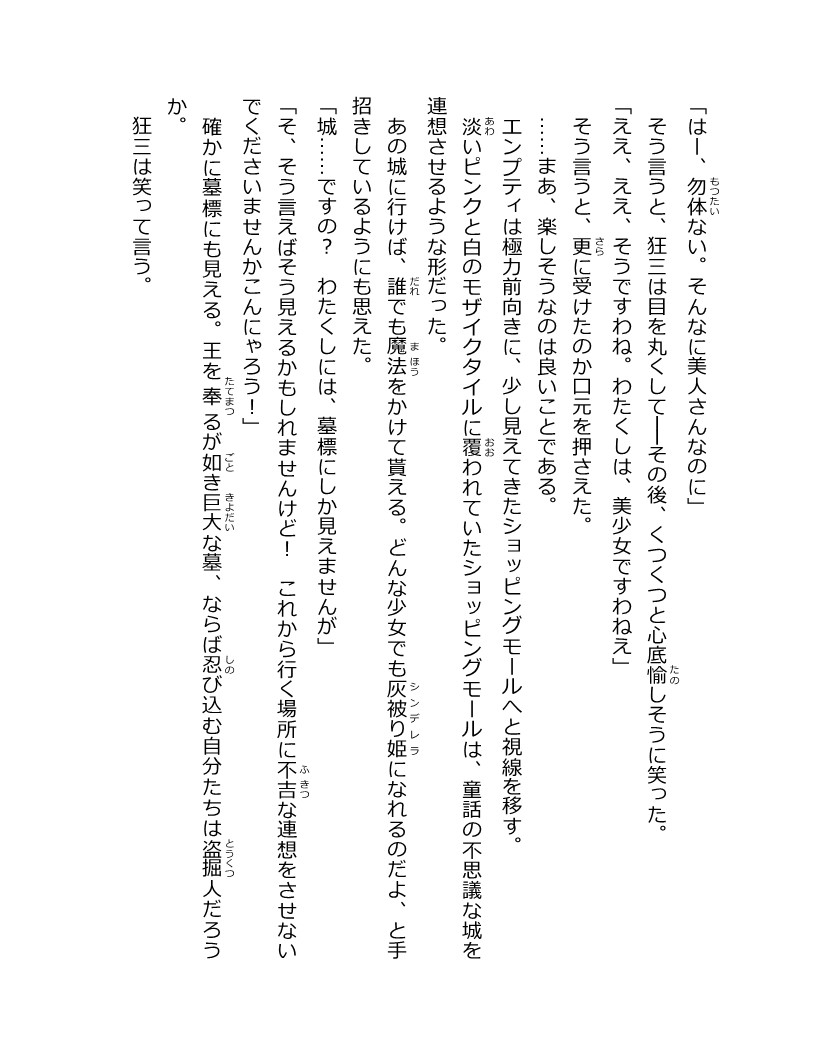 「はー、勿体ない。そんなに美人さんなのに」
そう言うと、狂三は目を丸くして──その後、くつくつと心底愉しそうに笑った。
「ええ、ええ、そうですわね。わたくしは、美少女ですわねえ」
そう言うと、更に受けたのか口元を押さえた。
……まあ、楽しそうなのは良いことである。
エンプティは極力前向きに、少し見えてきたショッピングモールへと視線を移す。
淡いピンクと白のモザイクタイルに覆われていたショッピングモールは、童話の不思議な城を
連想させるような形だった。
あの城に行けば、誰でも魔法をかけて貰える。どんな少女でも灰被り姫になれるのだよ、と手
招きしているようにも思えた。
「城……ですの？　わたくしには、墓標にしか見えませんが」
「そ、そう言えばそう見えるかもしれませんけど！　これから行く場所に不吉な連想をさせない
でくださいませんかこんにゃろう！」
確かに墓標にも見える。王を奉るが如き巨大な墓、ならば忍び込む自分たちは盗掘人だろう
か。
狂三は笑って言う。